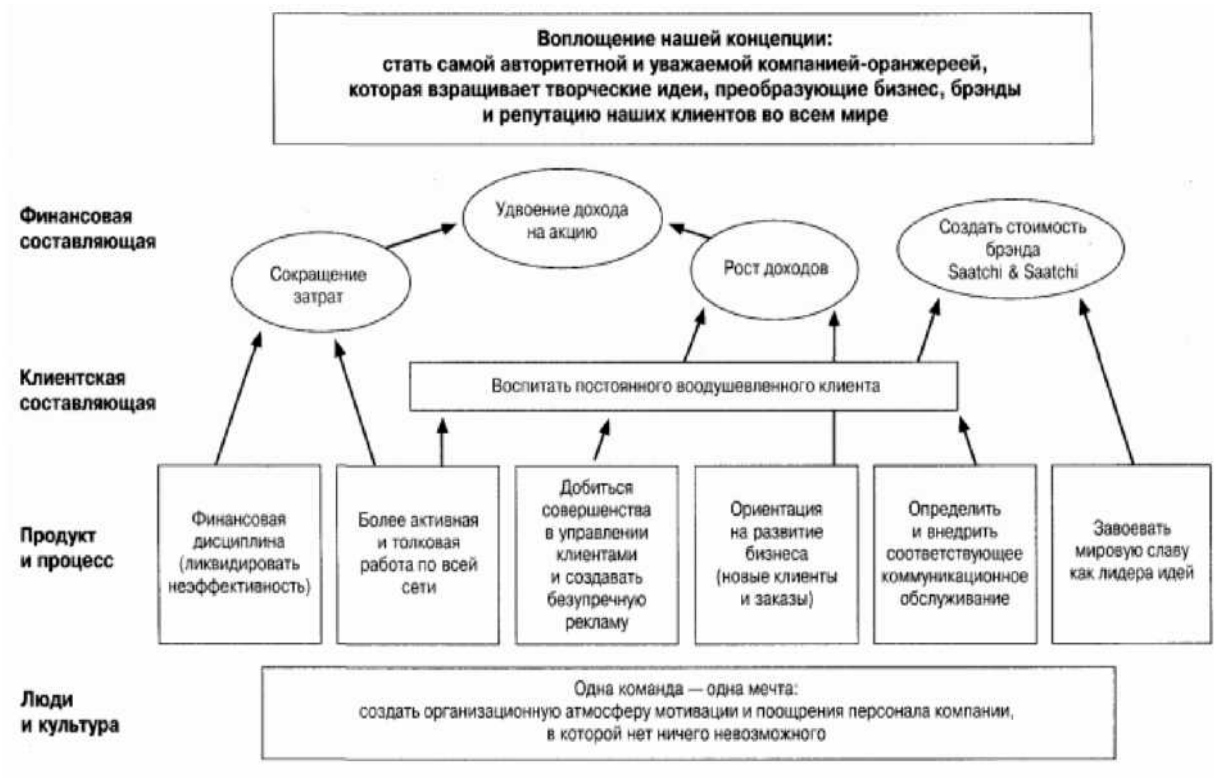 Воплощение нашей концепции:
стать самой авторитетной и уважаемой компанией-оранжереей,
которая взращивает творческие идеи, преобразующие бизнес, брэнды
и репутацию наших клиентов во всем мире
Финансовая
составляющая
Удвоение дохода
на акцию
Сокращение
затрат
Рост доходов
Создать стоимость
брэнда
Saatchi & Saatchi
Клиентская
составляющая
Воспитать постоянного воодушевленного клиента
Продукт
и процесс
Финансовая
дисциплина
(ликвидировать
неэффективность)
Более активная
и толковая
работа по всей
сети
Добиться
совершенства
в управлении
клиентами
и создавать
безупречную
рекламу
Ориентация
на развитие
бизнеса
(новые клиенты
и заказы)
Определить
и внедрить
соответствующее
коммуникационное
обслуживание
Завоевать
мировую славу
как лидера идей
Люди
и культура
Одна команда — одна мечта:
создать организационную атмосферу мотивации и поощрения персонала компании,
в которой нет ничего невозможного